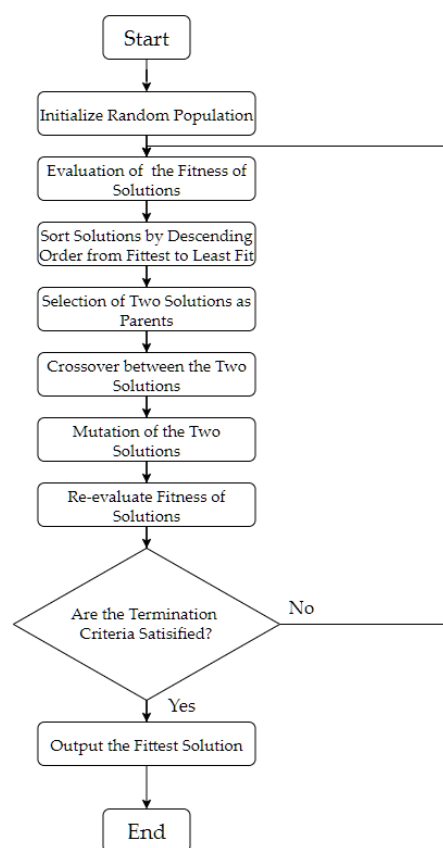 Start
Initialize Random Population
Evaluation of the Fitness of
Solutions
Sort Solutions by Descending
Order from Fittest to Least Fit
Selection of Two Solutions as
Parents
Crossover between the Two
Solutions
Mutation of the Two
Solutions
Re-evaluate Fitness of
Solutions
Are the Termination
Criteria Satisified?
No
Yes
Output the Fittest Solution
End